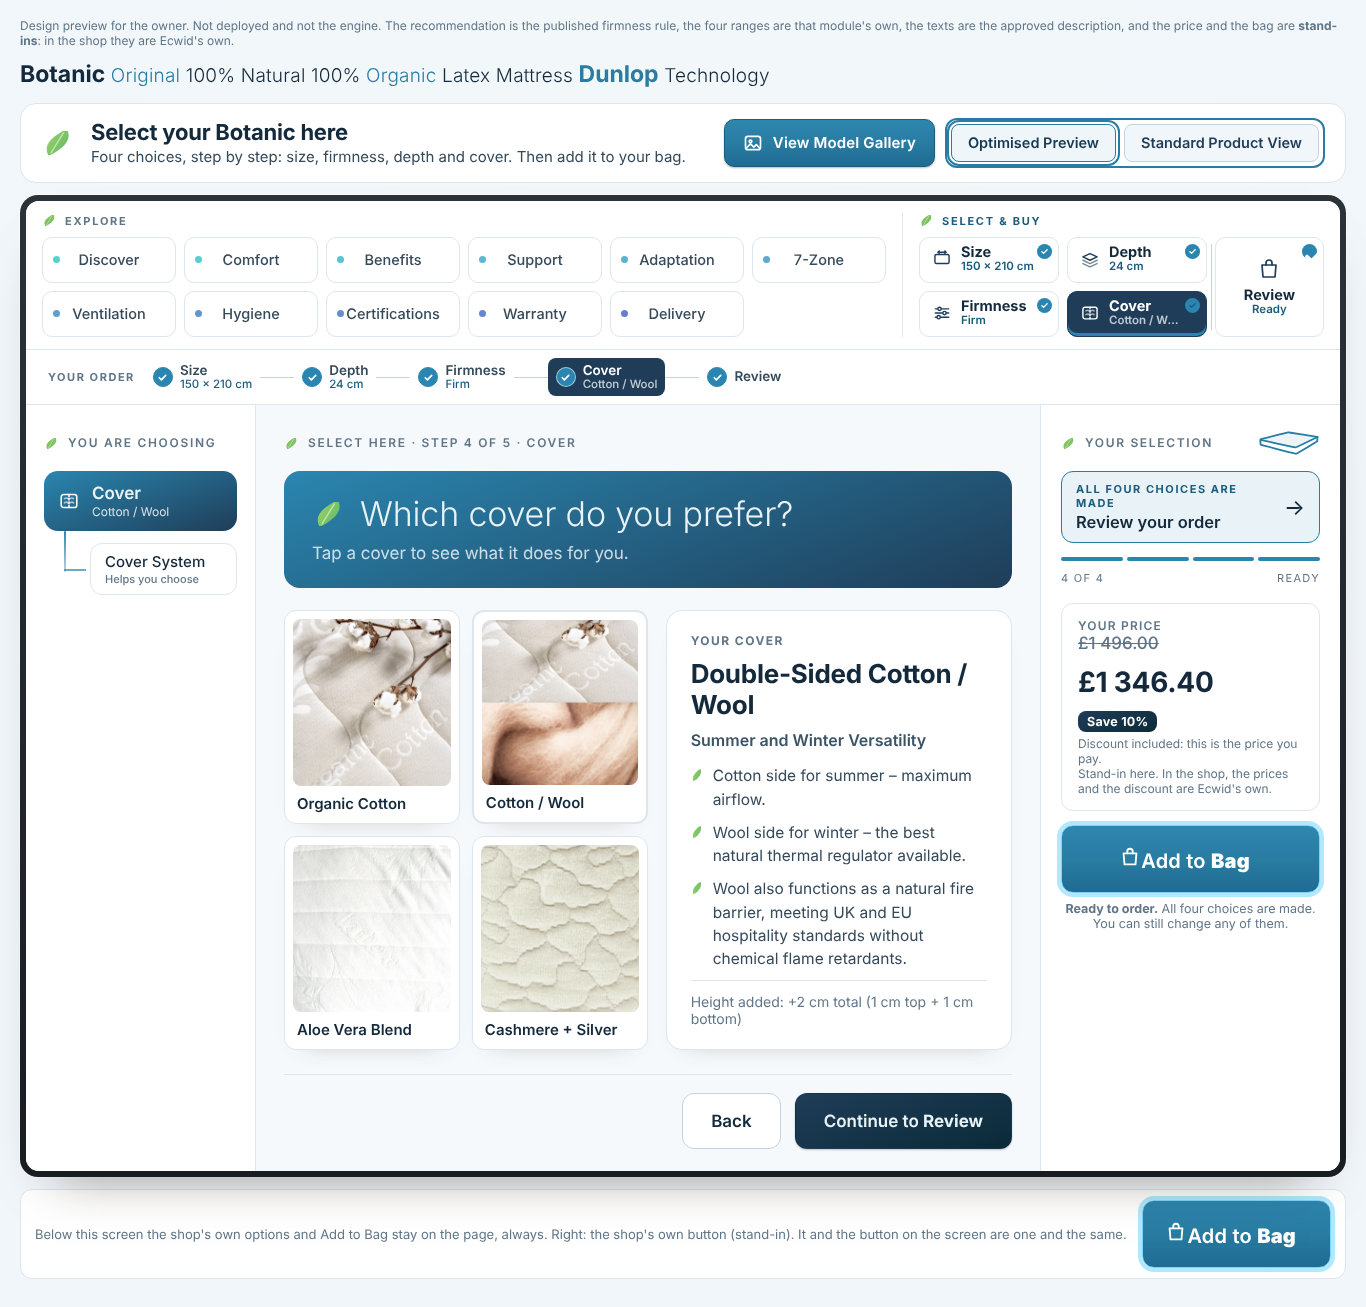 Design preview for the owner. Not deployed and not the engine. The recommendation is the published firmness rule, the four ranges are that module's own, the texts are the approved description, and the price and the bag are stand-
ins: in the shop they are Ecwid's own.
Botanic Original 100% Natural 100% Organic Latex Mattress Dunlop Technology
Select your Botanic here
Four choices, step by step: size, firmness, depth and cover. Then add it to your bag.
View Model Gallery
Optimised Preview
Standard Product View
EXPLORE
Discover
Comfort
Benefits
Support
Adaptation
7-Zone
Ventilation
Hygiene
Certifications
Warranty
Delivery
SELECT & BUY
Size
150 × 210 cm
Depth
24 cm
Firmness
Firm
Cover
Cotton / W...
Review
Ready
YOUR ORDER
Size
150 × 210 cm
Depth
24 cm
Firmness
Firm
Cover
Cotton / Wool
Review
YOU ARE CHOOSING
Cover
Cotton / Wool
Cover System
Helps you choose
SELECT HERE · STEP 4 OF 5 · COVER
Which cover do you prefer?
Tap a cover to see what it does for you.
Organic Cotton
Cotton / Wool
Aloe Vera Blend
Cashmere + Silver
YOUR COVER
Double-Sided Cotton /
Wool
Summer and Winter Versatility
Cotton side for summer – maximum
airflow.
Wool side for winter – the best
natural thermal regulator available.
Wool also functions as a natural fire
barrier, meeting UK and EU
hospitality standards without
chemical flame retardants.
Height added: +2 cm total (1 cm top + 1 cm
bottom)
Back
Continue to Review
YOUR SELECTION
ALL FOUR CHOICES ARE
MADE
Review your order
4 OF 4
READY
YOUR PRICE
£1 496.00
£1 346.40
Save 10%
Discount included: this is the price you
pay.
Stand-in here. In the shop, the prices
and the discount are Ecwid's own.
Add to Bag
Ready to order. All four choices are made.
You can still change any of them.
Below this screen the shop's own options and Add to Bag stay on the page, always. Right: the shop's own button (stand-in). It and the button on the screen are one and the same.
Add to Bag